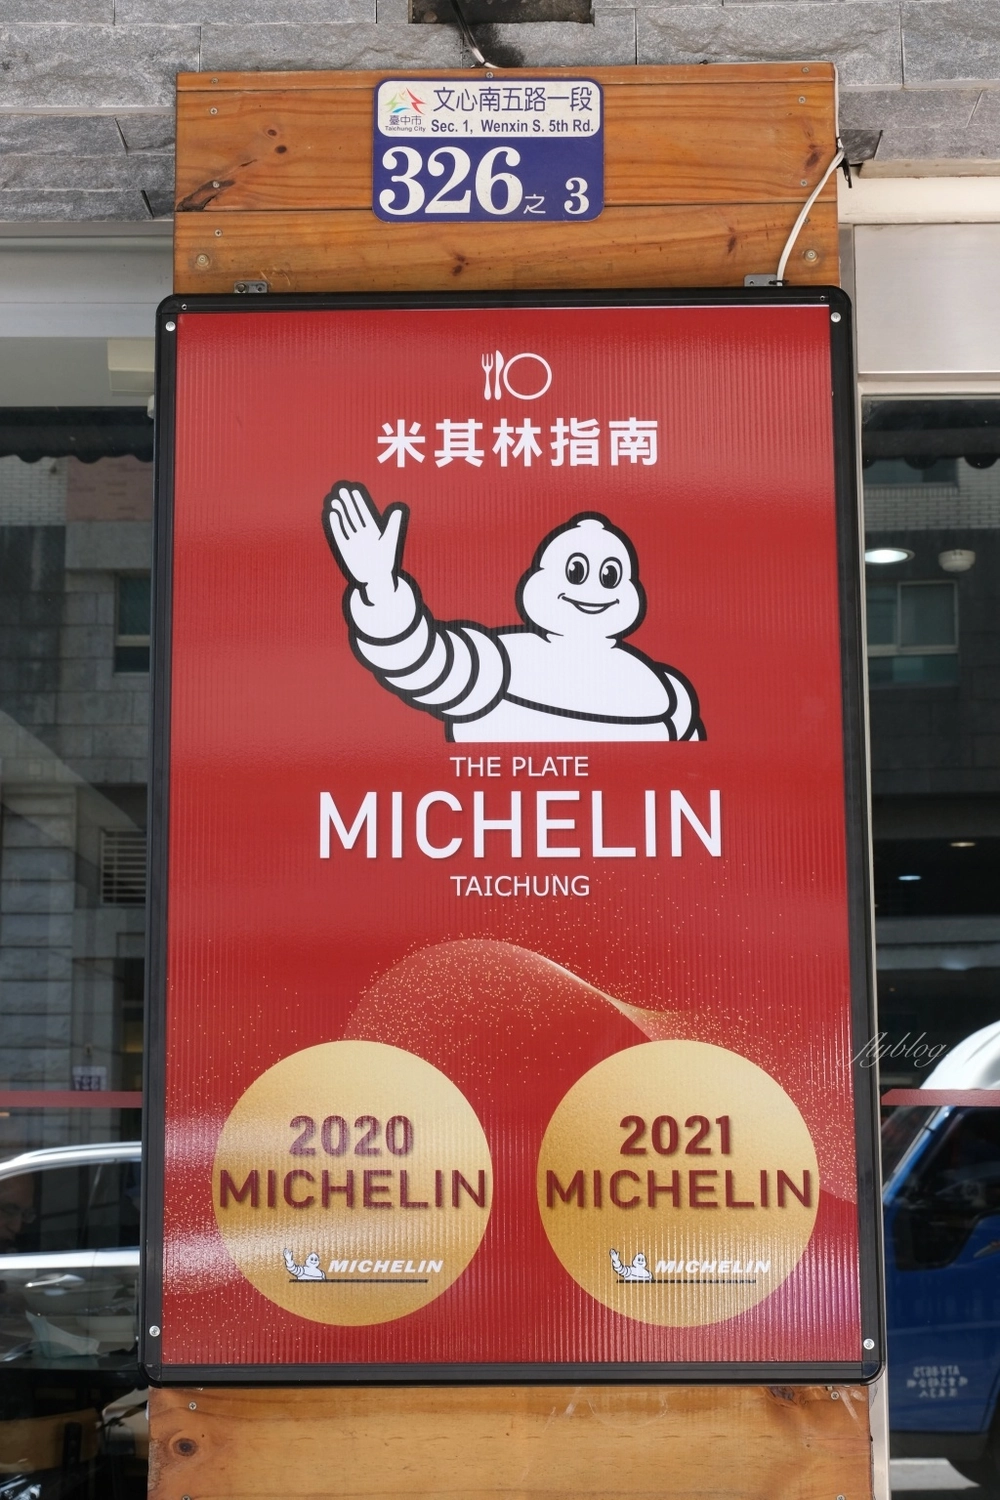 文心南五路一段
臺中市
Taichung City
Sec. 1, Wenxin S. 5th Rd.
326之3
米其林指南
THE PLATE
MICHELIN
TAICHUNG
flyblog
2020
MICHELIN
MICHELIN
2021
MICHELIN
MICHELIN